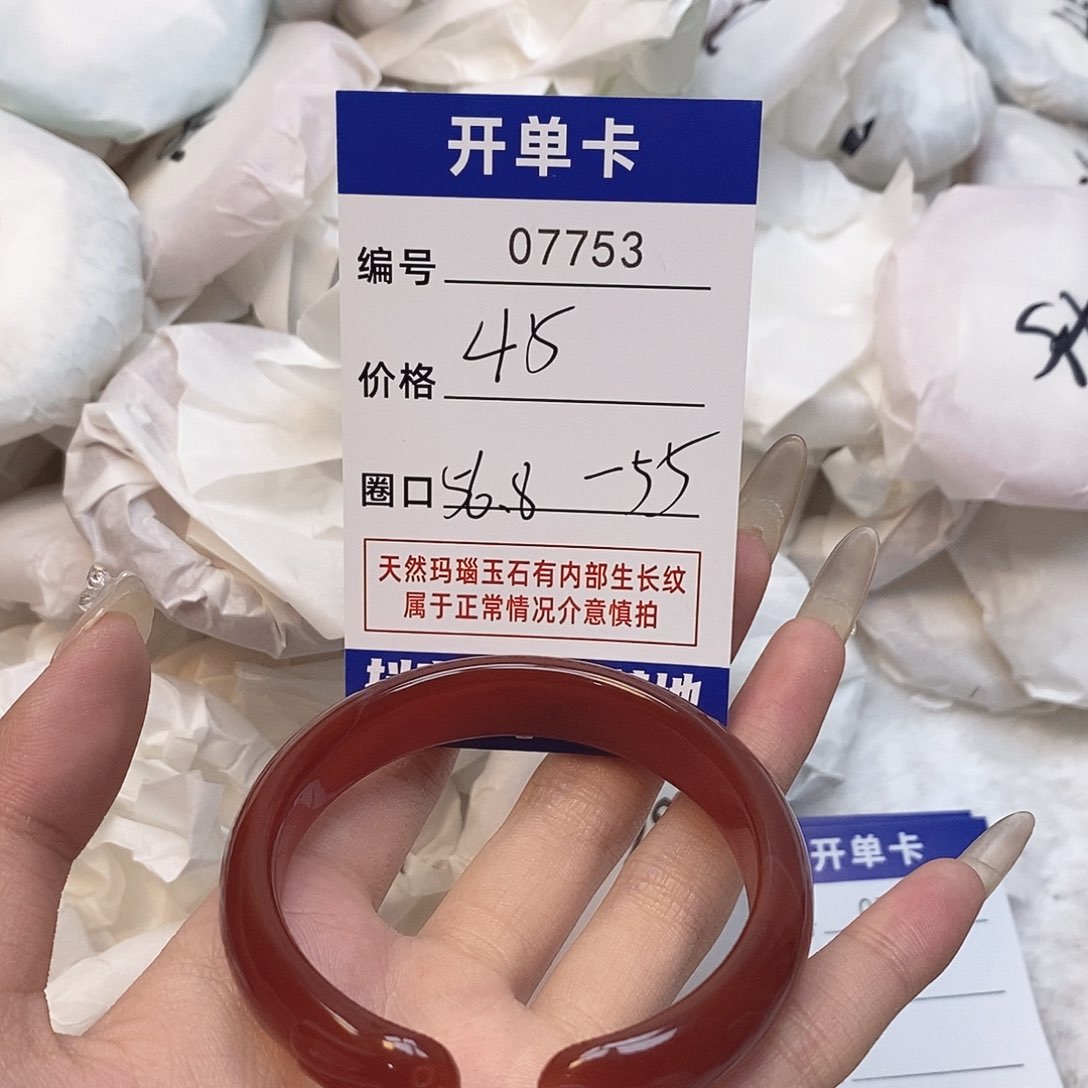 开单卡
编号 07753
价格 45
圈口 56.8 -55
天然玛瑙玉石有内部生长纹
属于正常情况介意慎拍
开单卡